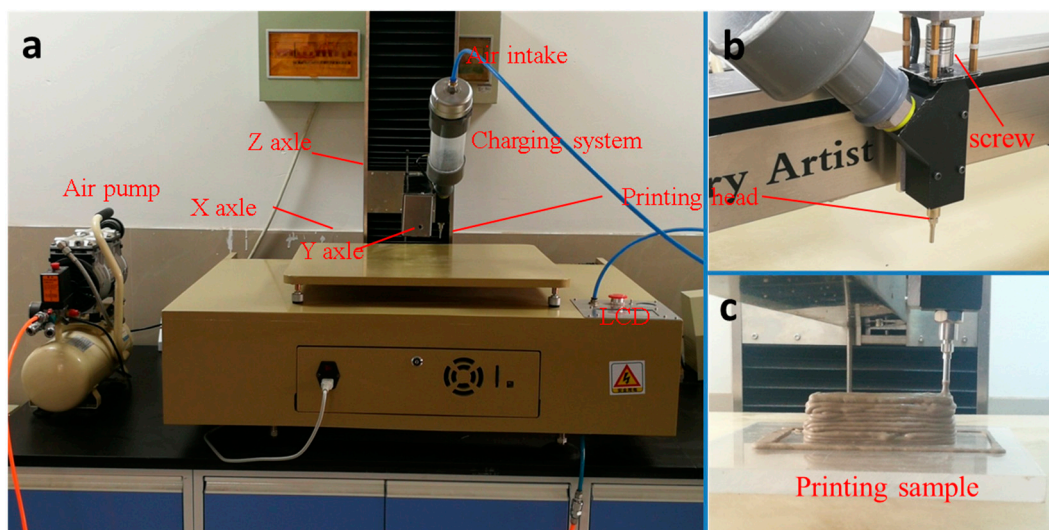 a
Air intake
Z axle
Charging system
Air pump
X axle
Printing head
Y axle
LCD
b
screw
ry Artist
c
Printing sample